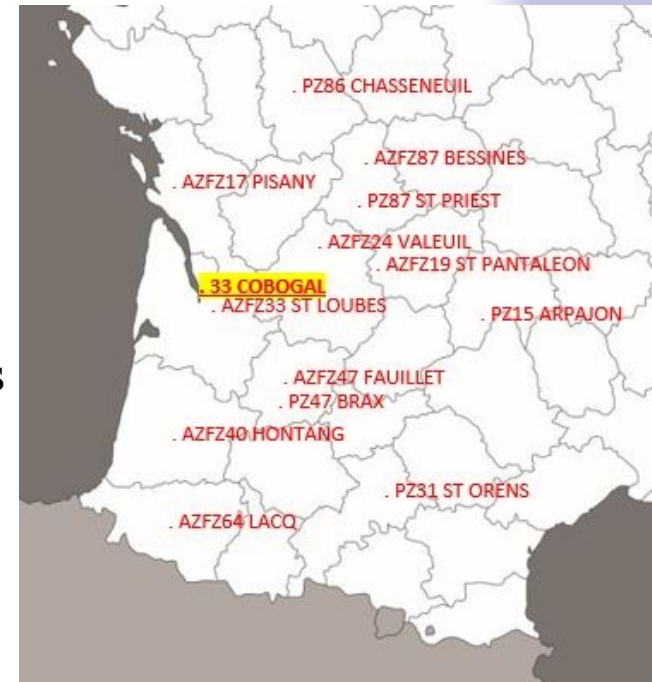 . PZ86 CHASSENEUIL
. AZFZ87 BESSINES
. AZFZ17 PISANY
. PZ87 ST PRIEST
. AZFZ24 VALEUIL
. AZFZ19 ST PANTALEON
. 33 COBOGAL
. AZFZ33 ST LOUBES
. PZ15 ARPAJON
s
. AZFZ47 FAUILLET
. PZ47 BRAX
. AZFZ40 HONTANG
. PZ31 ST ORENS
. AZFZ64 LACQ